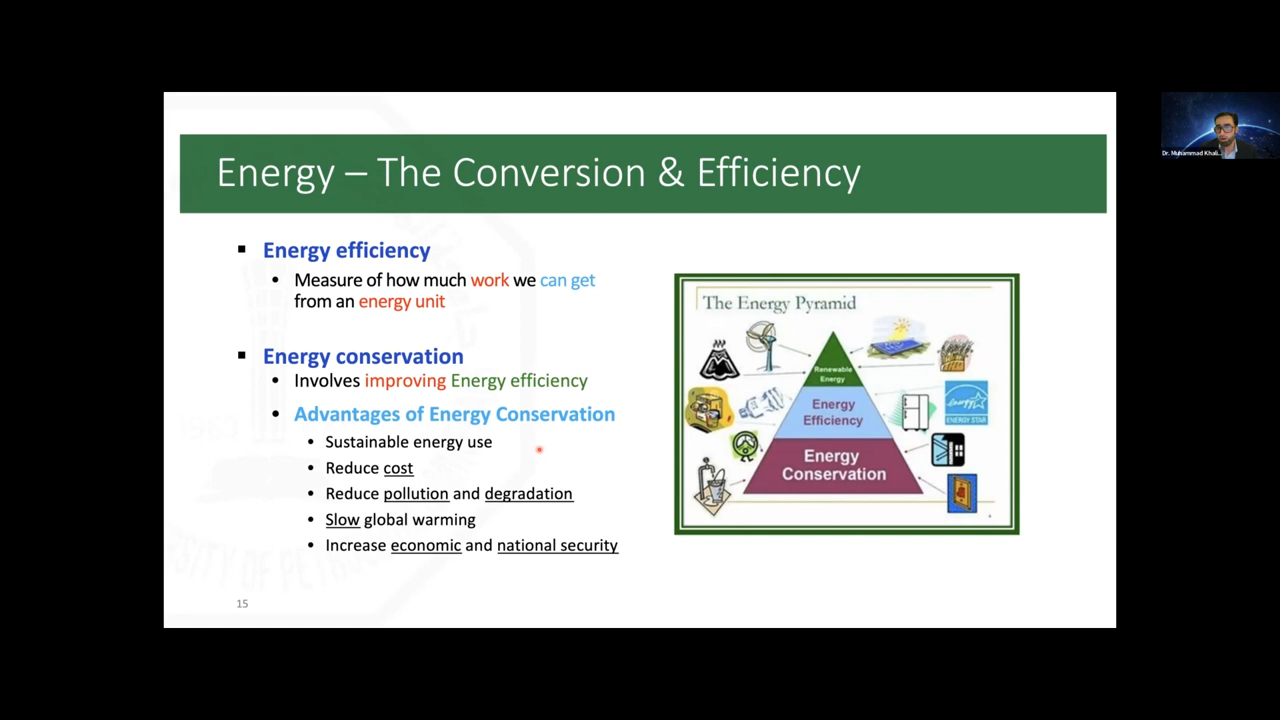 Energy – The Conversion & Efficiency
Energy efficiency
Measure of how much work we can get
from an energy unit
Energy conservation
Involves improving Energy efficiency
Advantages of Energy Conservation
Sustainable energy use
Reduce cost
Reduce pollution and degradation
Slow global warming
Increase economic and national security
15
The Energy Pyramid
Renewable
Energy
Energy
Efficiency
Energy
Conservation
ENERGY STAR
Dr. Muhammad Khali...